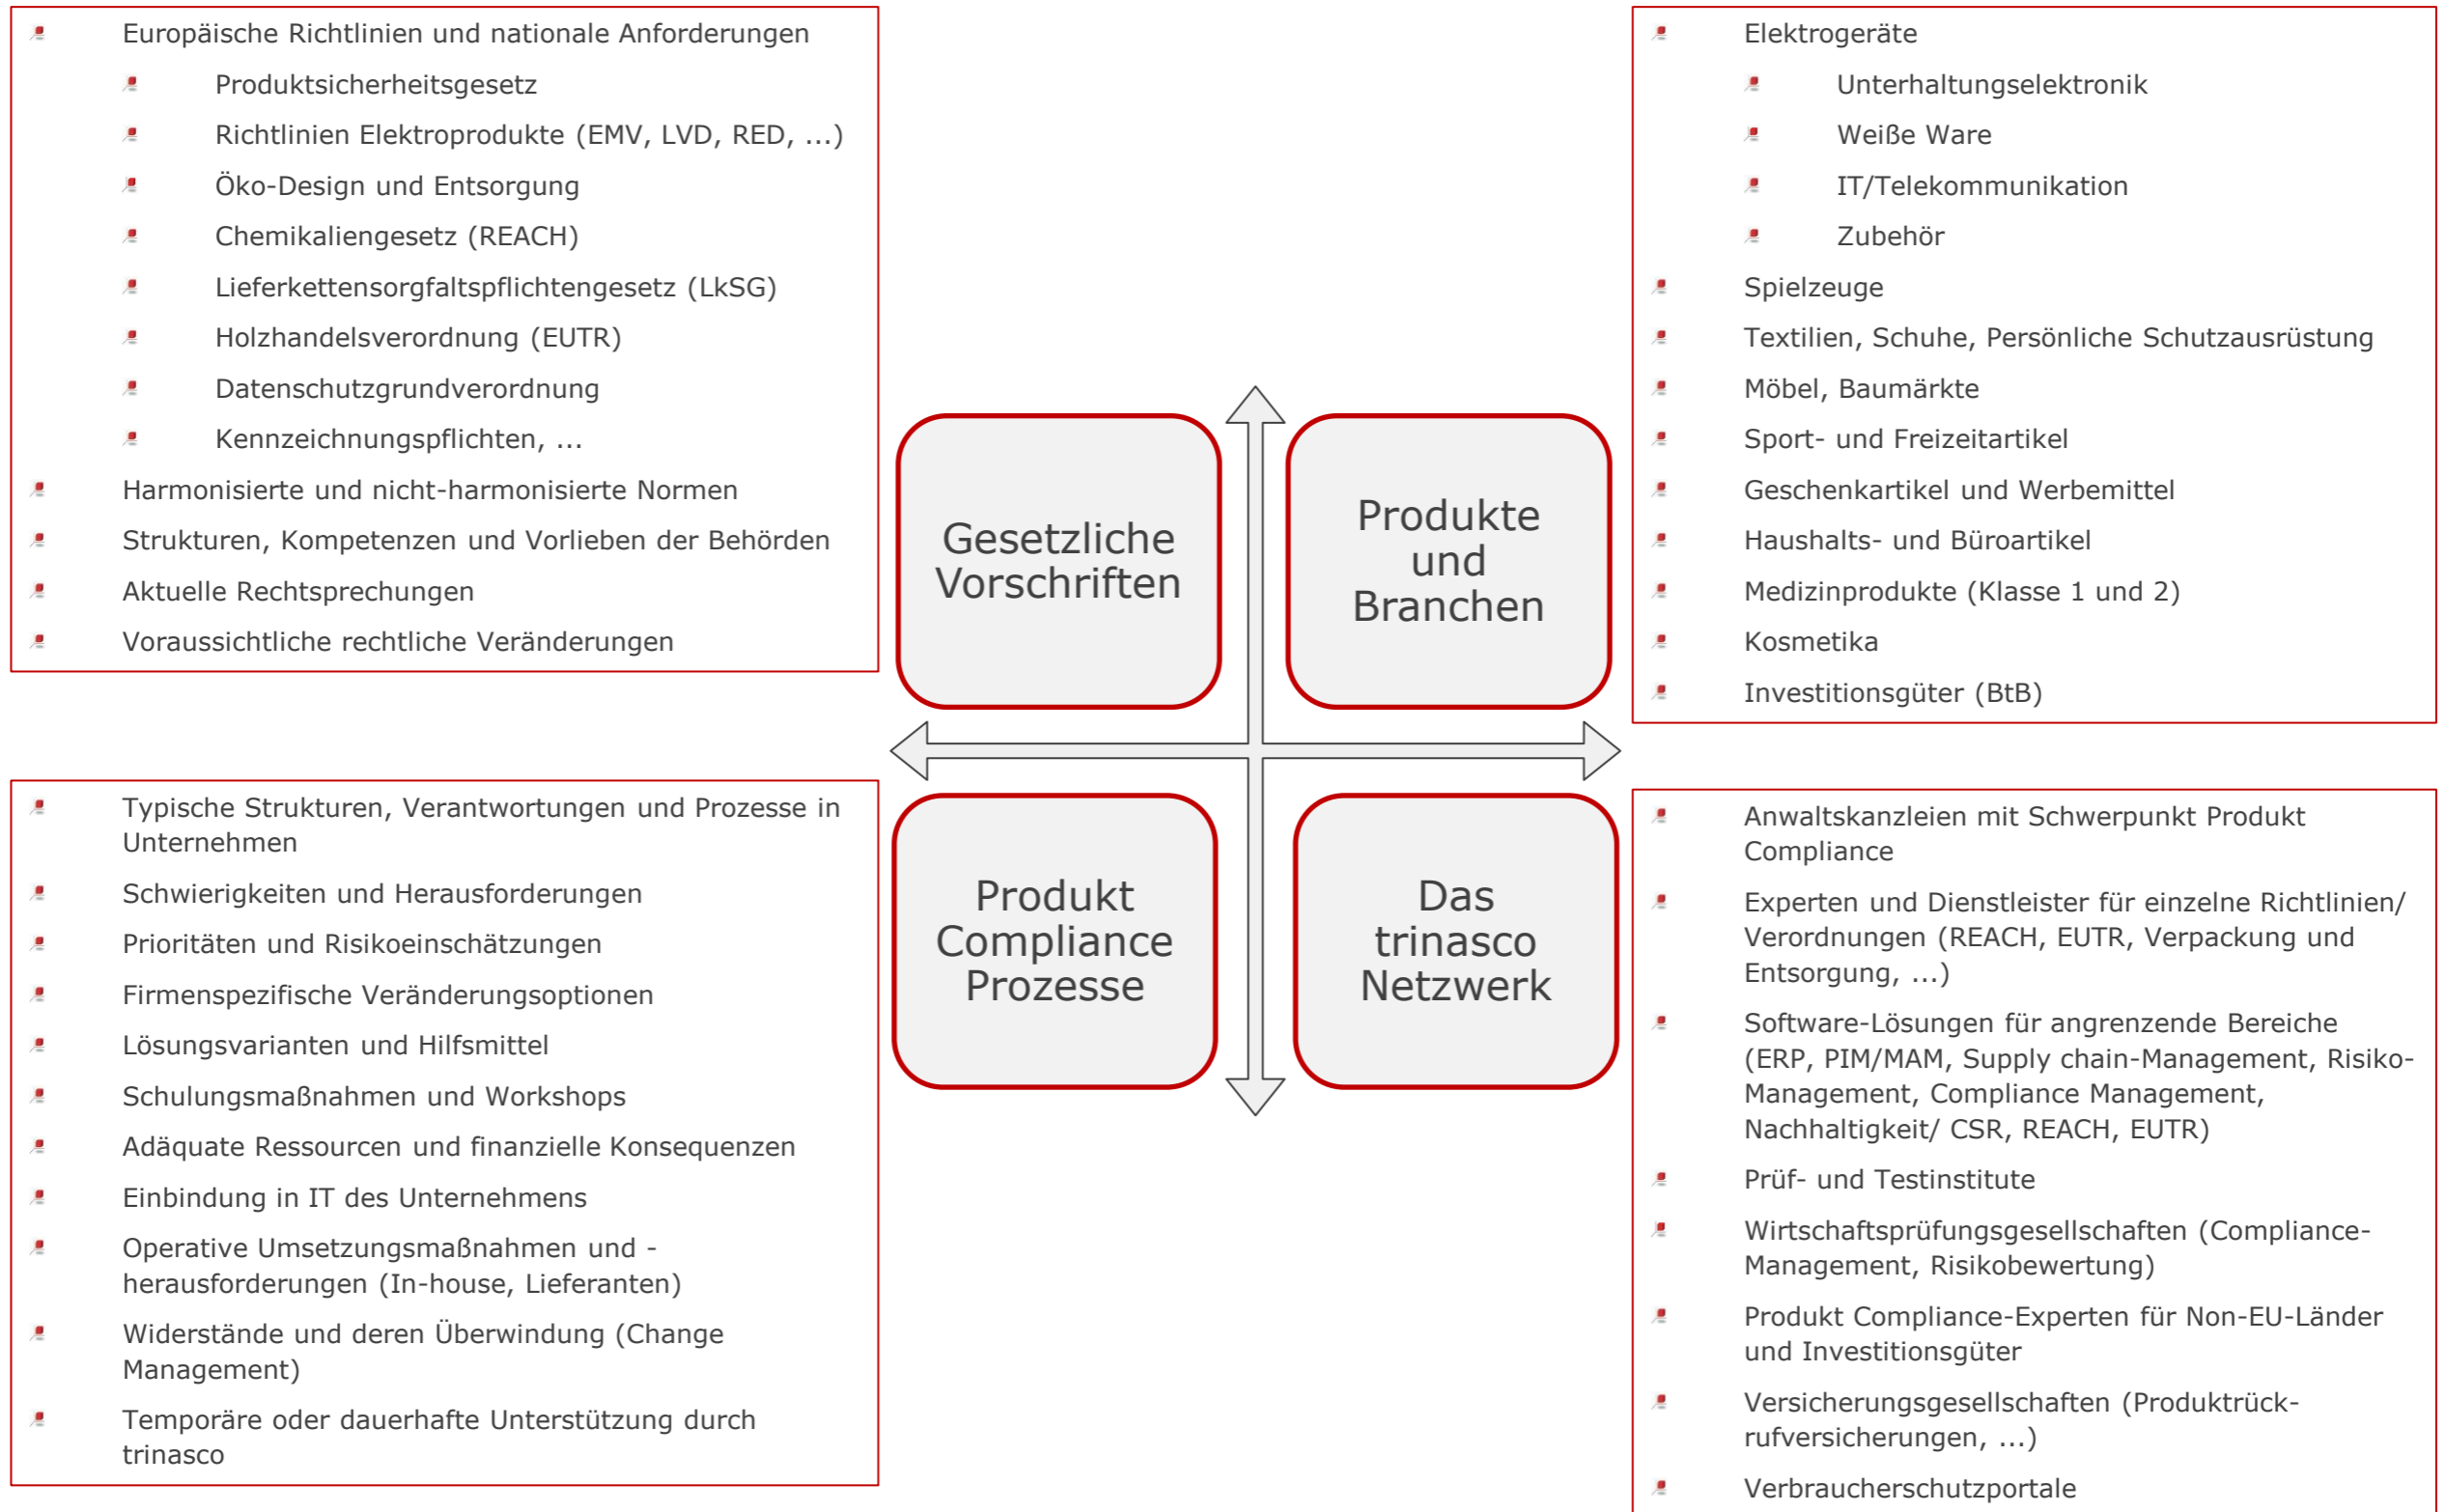 Europäische Richtlinien und nationale Anforderungen
Produktsicherheitsgesetz
Richtlinien Elektroprodukte (EMV, LVD, RED, ...)
Öko-Design und Entsorgung
Chemikaliengesetz (REACH)
Lieferkettensorgfaltspflichtengesetz (LkSG)
Holzhandelsverordnung (EUTR)
Datenschutzgrundverordnung
Kennzeichnungspflichten, ...
Harmonisierte und nicht-harmonisierte Normen
Strukturen, Kompetenzen und Vorlieben der Behörden
Aktuelle Rechtsprechungen
Voraussichtliche rechtliche Veränderungen
Gesetzliche
Vorschriften
Produkte
und
Branchen
Elektrogeräte
Unterhaltungselektronik
Weiße Ware
IT/Telekommunikation
Zubehör
Spielzeuge
Textilien, Schuhe, Persönliche Schutzausrüstung
Möbel, Baumärkte
Sport- und Freizeitartikel
Geschenkartikel und Werbemittel
Haushalts- und Büroartikel
Medizinprodukte (Klasse 1 und 2)
Kosmetika
Investitionsgüter (BtB)
Typische Strukturen, Verantwortungen und Prozesse in
Unternehmen
Schwierigkeiten und Herausforderungen
Prioritäten und Risikoeinschätzungen
Firmenspezifische Veränderungsoptionen
Lösungsvarianten und Hilfsmittel
Schulungsmaßnahmen und Workshops
Adäquate Ressourcen und finanzielle Konsequenzen
Einbindung in IT des Unternehmens
Operative Umsetzungsmaßnahmen und -
herausforderungen (In-house, Lieferanten)
Widerstände und deren Überwindung (Change
Management)
Temporäre oder dauerhafte Unterstützung durch
trinasco
Produkt
Compliance
Prozesse
Das
trinasco
Netzwerk
Anwaltskanzleien mit Schwerpunkt Produkt
Compliance
Experten und Dienstleister für einzelne Richtlinien/
Verordnungen (REACH, EUTR, Verpackung und
Entsorgung, ...)
Software-Lösungen für angrenzende Bereiche
(ERP, PIM/MAM, Supply chain-Management, Risiko-
Management, Compliance Management,
Nachhaltigkeit/ CSR, REACH, EUTR)
Prüf- und Testinstitute
Wirtschaftsprüfungsgesellschaften (Compliance-
Management, Risikobewertung)
Produkt Compliance-Experten für Non-EU-Länder
und Investitionsgüter
Versicherungsgesellschaften (Produktrück-
rufversicherungen, ...)
Verbraucherschutzportale